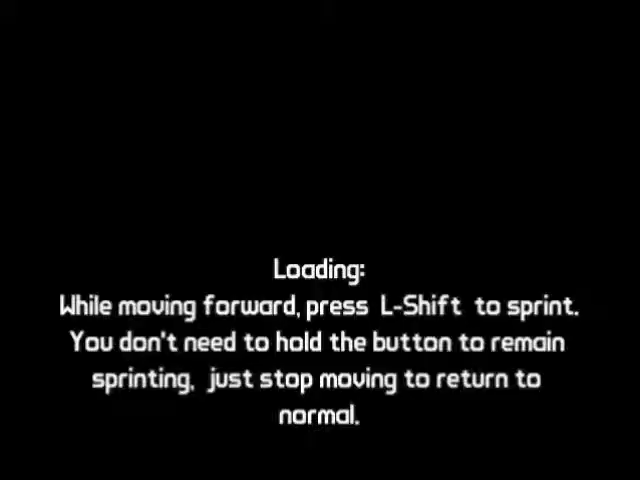 Loading:
While moving forward, press L-Shift to sprint.
You don't need to hold the button to remain
sprinting, just stop moving to return to
normal.